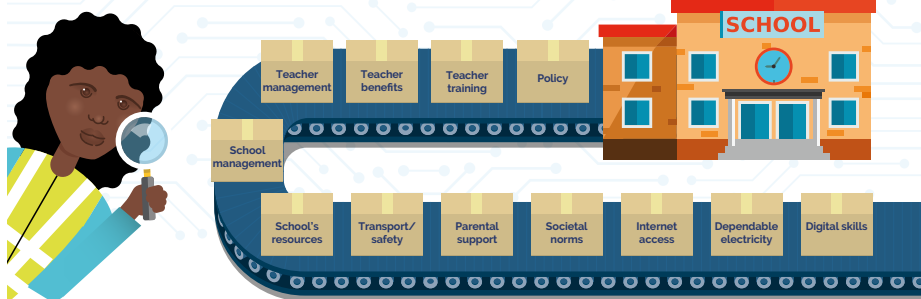 SCHOOL
Teacher
management
Teacher
benefits
Teacher
training
Policy
School
management
School's
resources
Transport/
safety
Parental
support
Societal
norms
Internet
access
Dependable
electricity
Digital skills